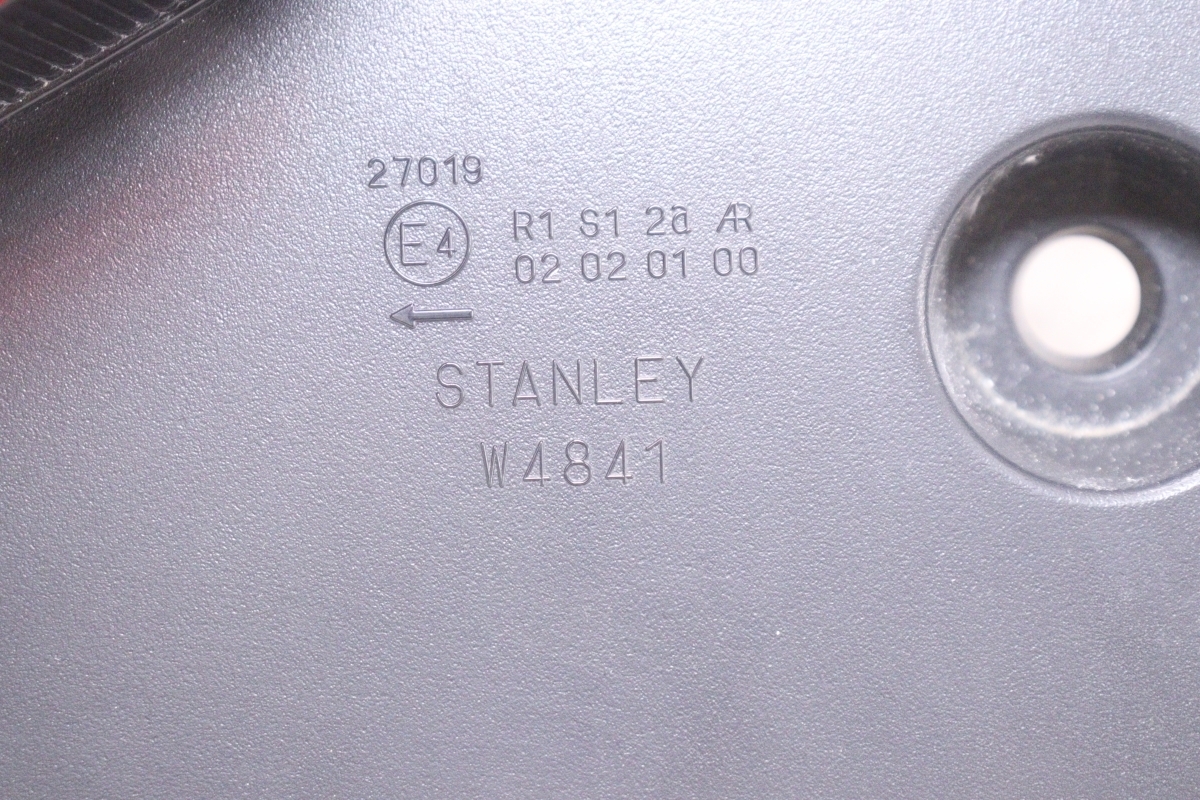 27019
E4 R1 S1 2a AR
02 02 01 00
←
STANLEY
W4841